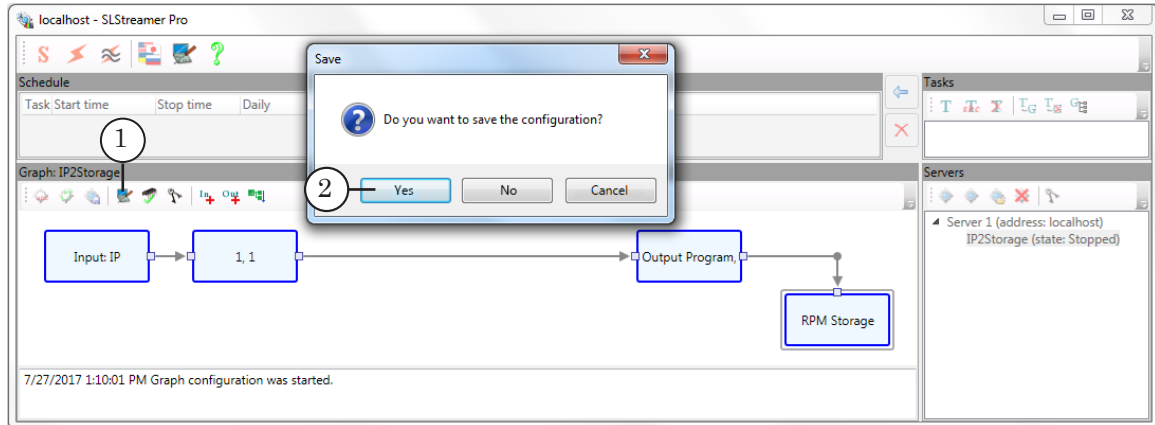 localhost - SLStreamer Pro
Save
Do you want to save the configuration?
Yes No Cancel
Schedule
Task Start time Stop time Daily
Tasks
1
Graph: IP2Storage
2
Servers
Server 1 (address: localhost)
IP2Storage (state: Stopped)
Input: IP
1, 1
Output Program,
RPM Storage
7/27/2017 1:10:01 PM Graph configuration was started.